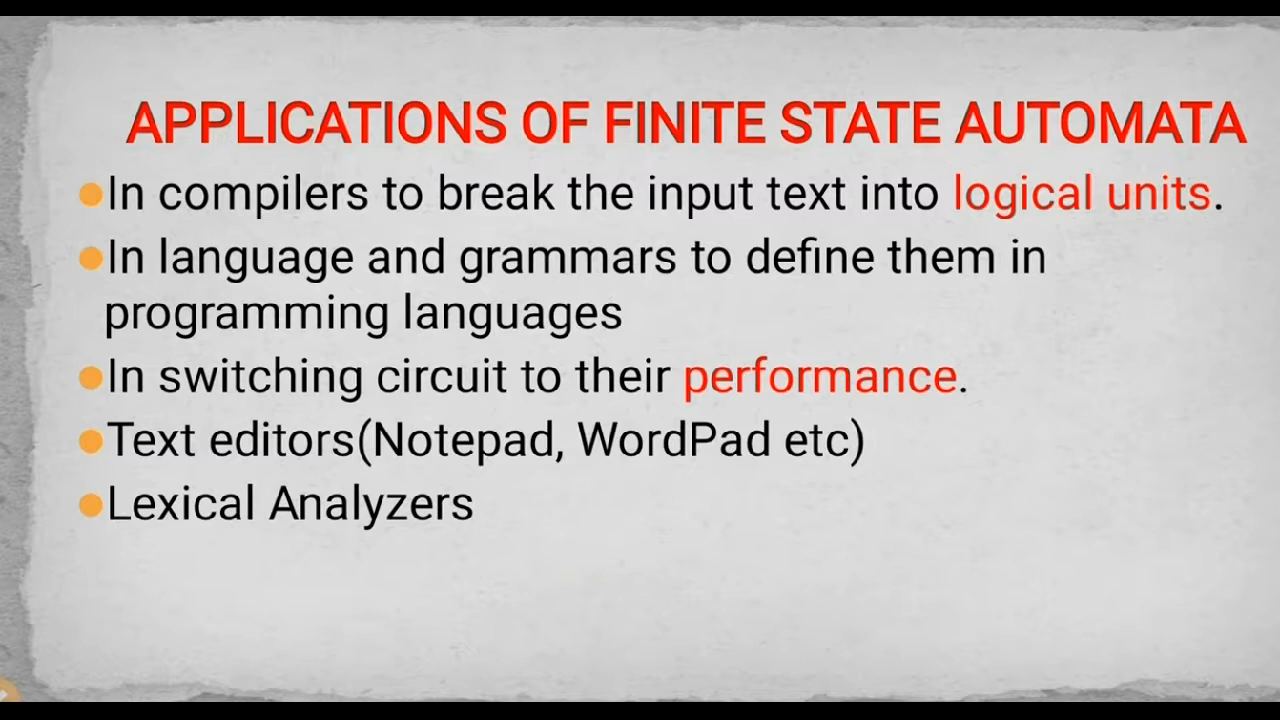 APPLICATIONS OF FINITE STATE AUTOMATA
In compilers to break the input text into logical units.
In language and grammars to define them in
programming languages
In switching circuit to their performance.
Text editors(Notepad, WordPad etc)
Lexical Analyzers